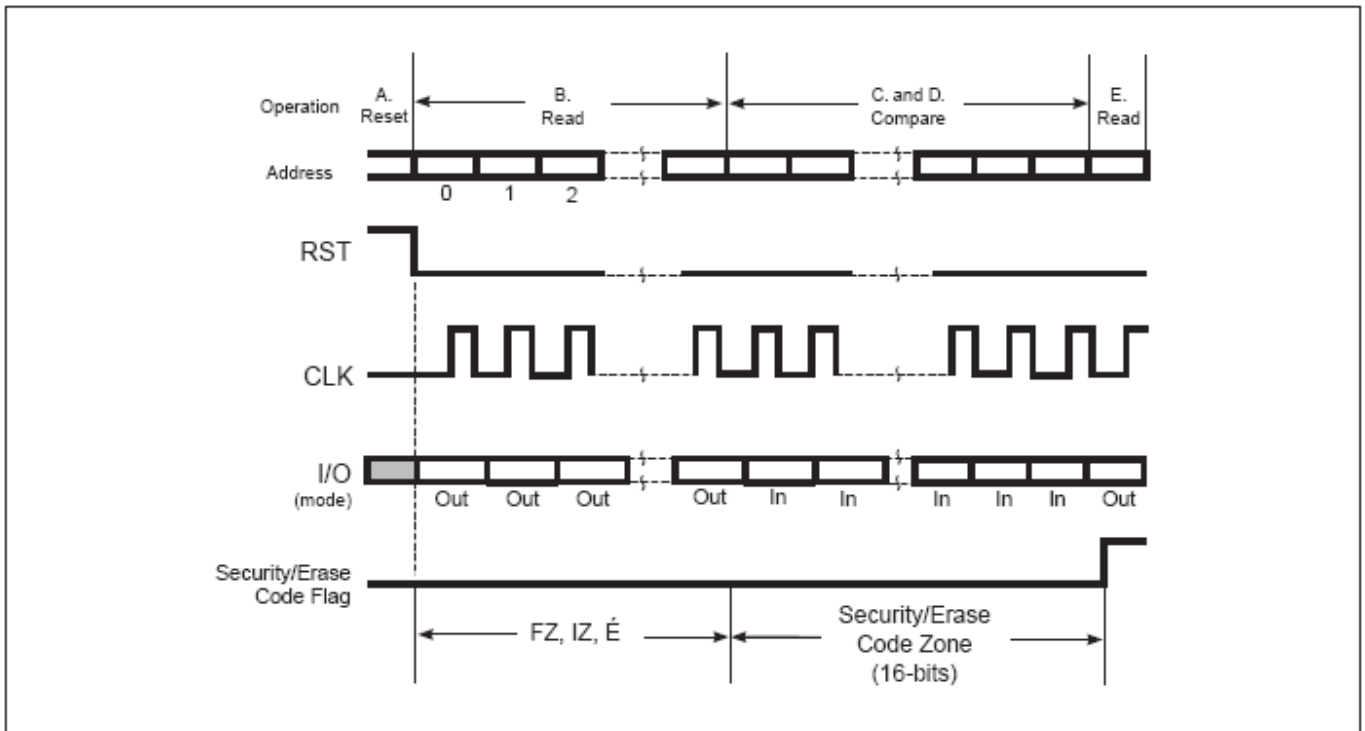 Operation
A.
Reset
B.
Read
C. and D.
Compare
E.
Read
Address
0 1 2
RST
CLK
I/O
(mode)
Out Out Out Out In In In In In Out
Security/Erase
Code Flag
FZ, IZ, É
Security/Erase
Code Zone
(16-bits)